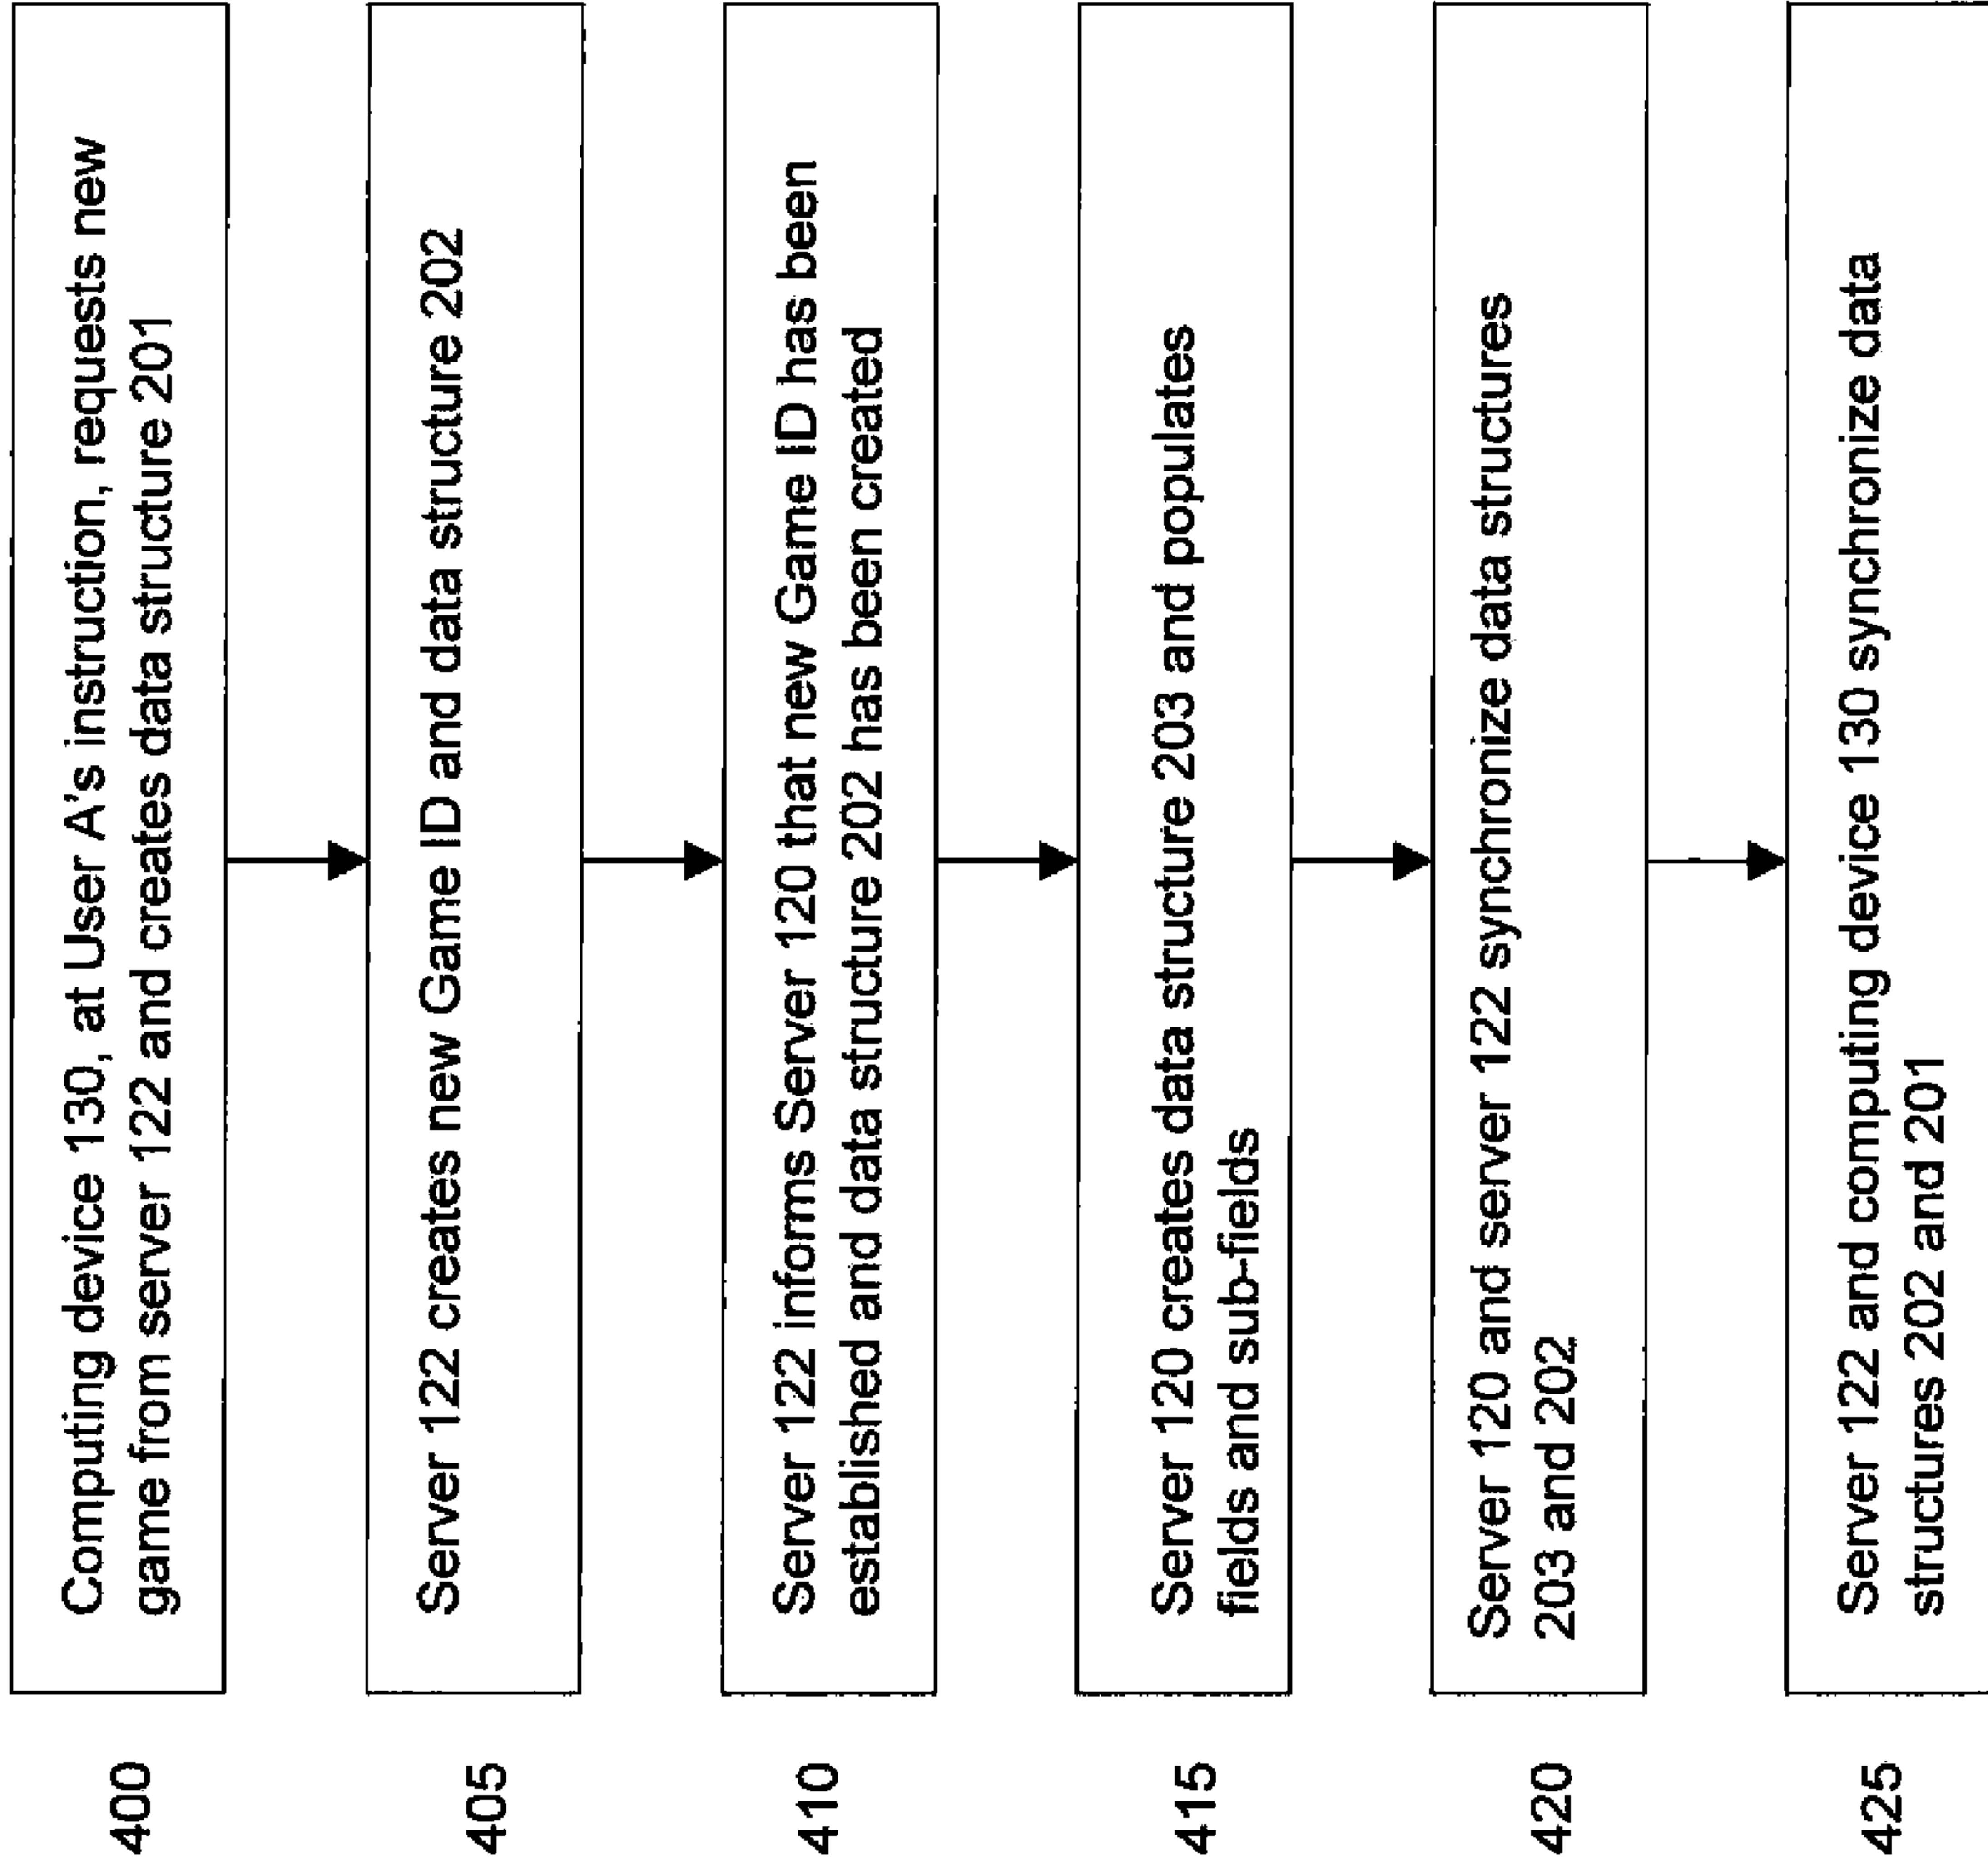 400
Computing device 130, at User A's instruction, requests new
game from server 122 and creates data structure 201
405
Server 122 creates new Game ID and data structure 202
410
Server 122 informs Server 120 that new Game ID has been
established and data structure 202 has been created
415
Server 120 creates data structure 203 and populates
fields and sub-fields
420
Server 120 and server 122 synchronize data structures
203 and 202
425
Server 122 and computing device 130 synchronize data
structures 202 and 201